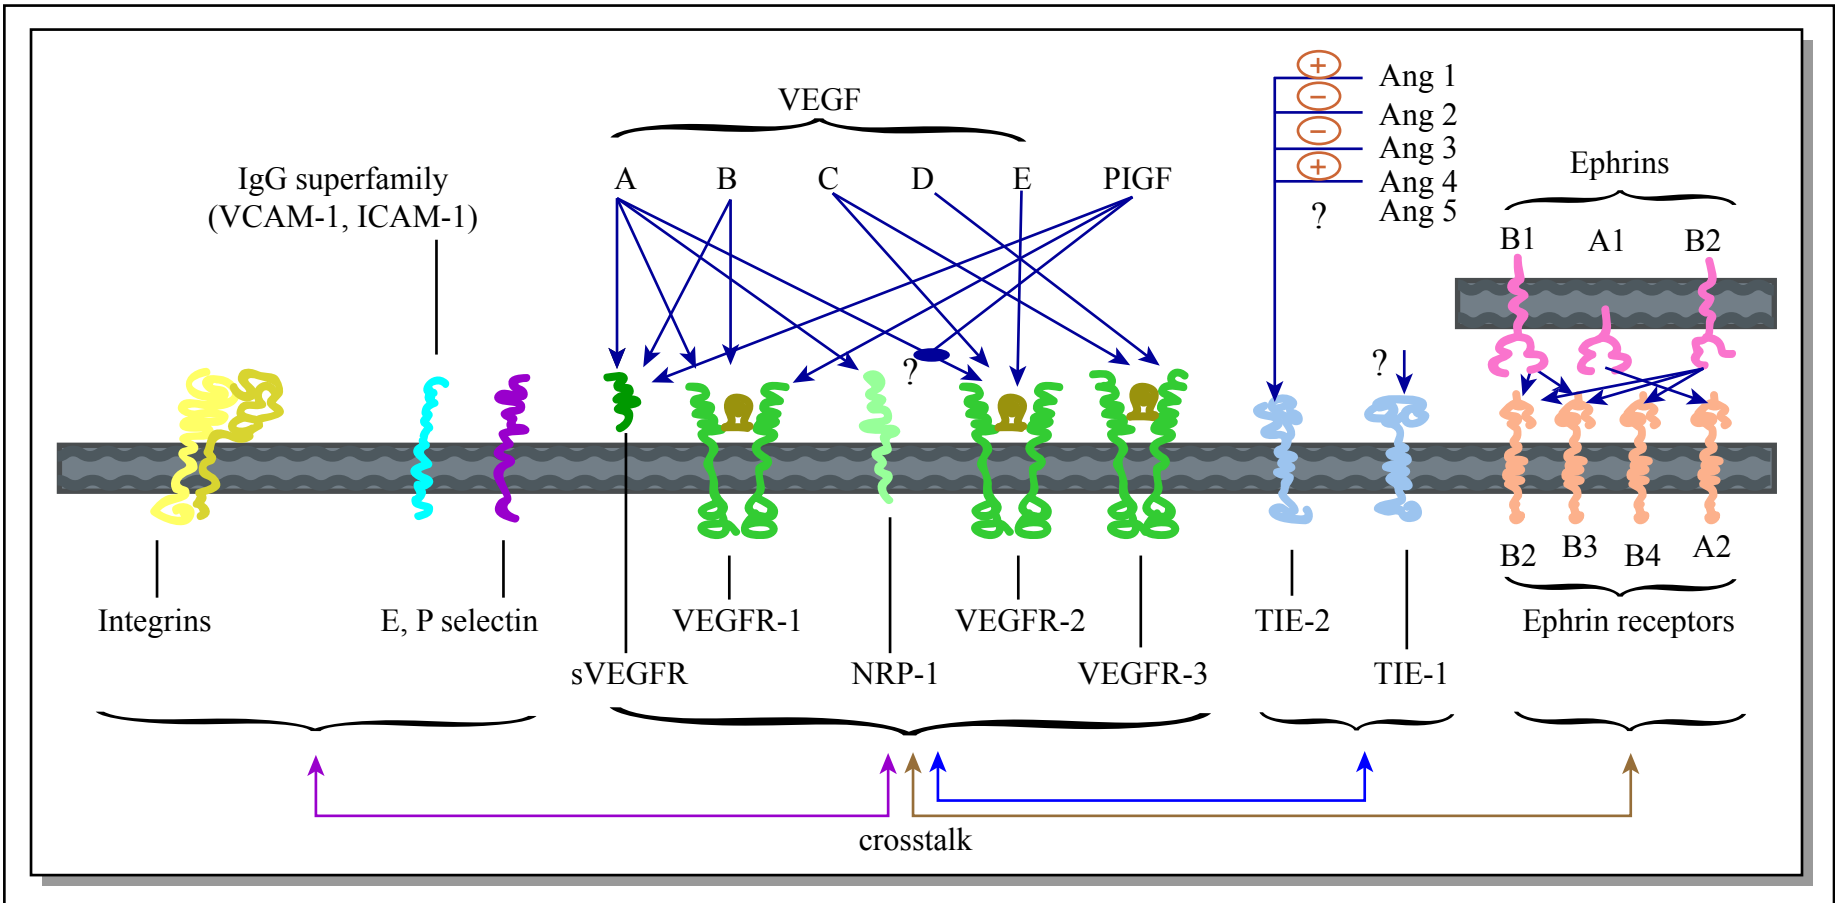 VEGF
A B C D E PIGF
IgG superfamily
(VCAM-1, ICAM-1)
+ Ang 1
− Ang 2
− Ang 3
+ Ang 4
? Ang 5
Ephrins
B1 A1 B2
?
?
B2 B3 B4 A2
Integrins
E, P selectin
VEGFR-1
VEGFR-2
TIE-2
Ephrin receptors
sVEGFR
NRP-1
VEGFR-3
TIE-1
crosstalk